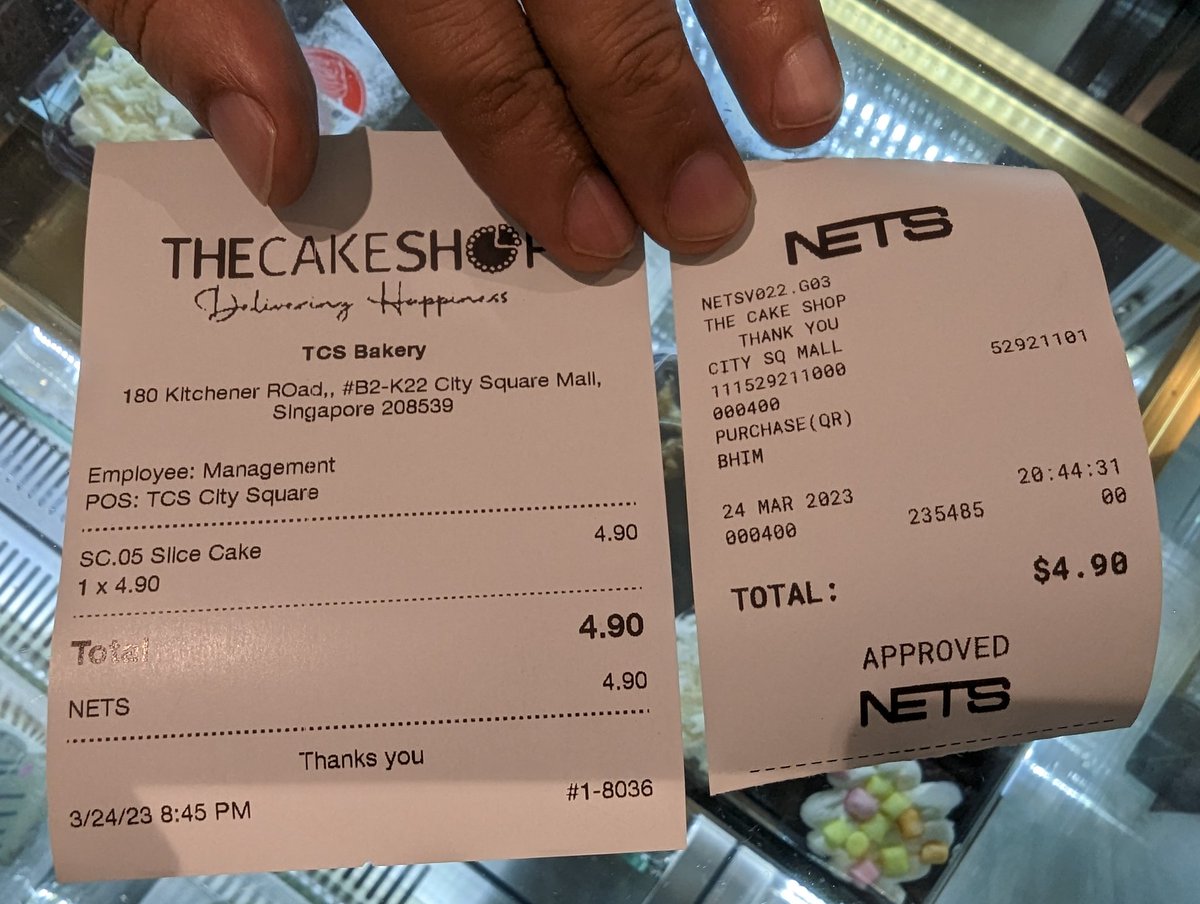 THECAKESHOP
Delivering Happiness
TCS Bakery
180 Kitchener ROad,, #B2-K22 City Square Mall,
Singapore 208539
Employee: Management
POS: TCS City Square
SC.05 Slice Cake 4.90
1 x 4.90
Total 4.90
NETS 4.90
Thanks you
3/24/23 8:45 PM #1-8036
NETS
NETSV022.G03
THE CAKE SHOP
THANK YOU
CITY SQ MALL 52921101
111529211000
000400
PURCHASE(QR)
BHIM
24 MAR 2023 20:44:31
000400 235485 00
TOTAL: $4.90
APPROVED
NETS